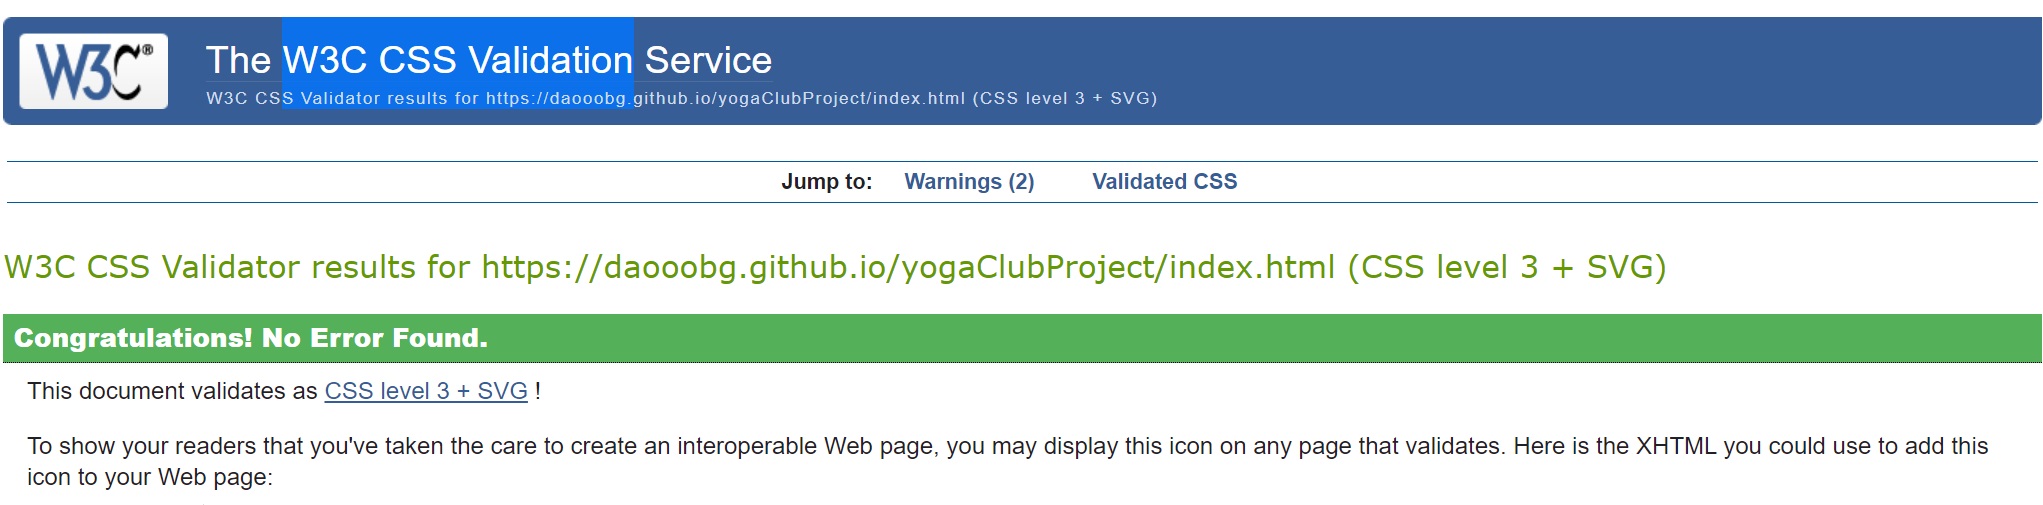 W3C®
The W3C CSS Validation Service
W3C CSS Validator results for https://daooobg.github.io/yogaClubProject/index.html (CSS level 3 + SVG)
Jump to: Warnings (2) Validated CSS
W3C CSS Validator results for https://daooobg.github.io/yogaClubProject/index.html (CSS level 3 + SVG)
Congratulations! No Error Found.
This document validates as CSS level 3 + SVG !
To show your readers that you've taken the care to create an interoperable Web page, you may display this icon on any page that validates. Here is the XHTML you could use to add this
icon to your Web page: